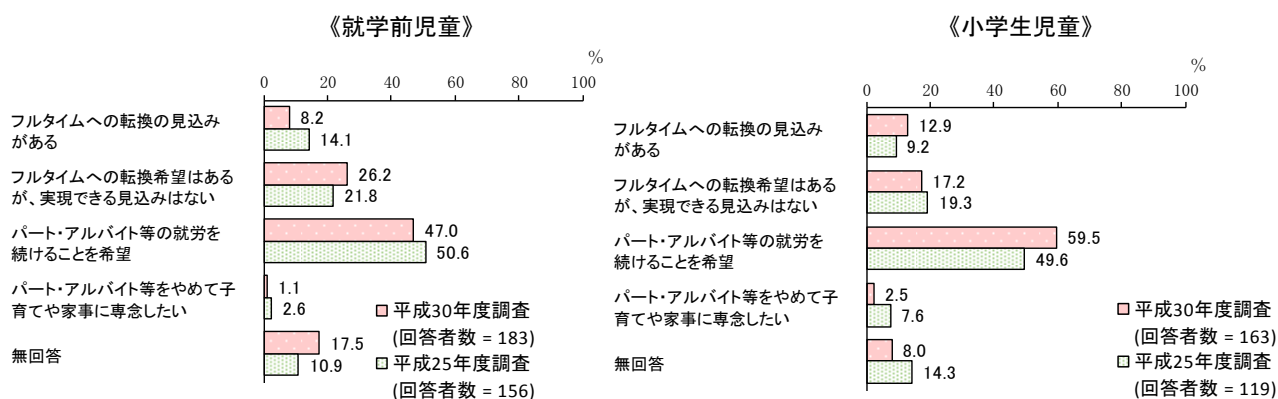 《就学前児童》
%
0 20 40 60 80 100
フルタイムへの転換の見込み
がある
8.2
14.1
フルタイムへの転換希望はある
が、実現できる見込みはない
26.2
21.8
パート・アルバイト等の就労を
続けることを希望
47.0
50.6
パート・アルバイト等をやめて子
育てや家事に専念したい
1.1
2.6
無回答
17.5
10.9
平成30年度調査
(回答者数 = 183)
平成25年度調査
(回答者数 = 156)
《小学生児童》
%
0 20 40 60 80 100
フルタイムへの転換の見込み
がある
12.9
9.2
フルタイムへの転換希望はある
が、実現できる見込みはない
17.2
19.3
パート・アルバイト等の就労を
続けることを希望
59.5
49.6
パート・アルバイト等をやめて子
育てや家事に専念したい
2.5
7.6
無回答
8.0
14.3
平成30年度調査
(回答者数 = 163)
平成25年度調査
(回答者数 = 119)